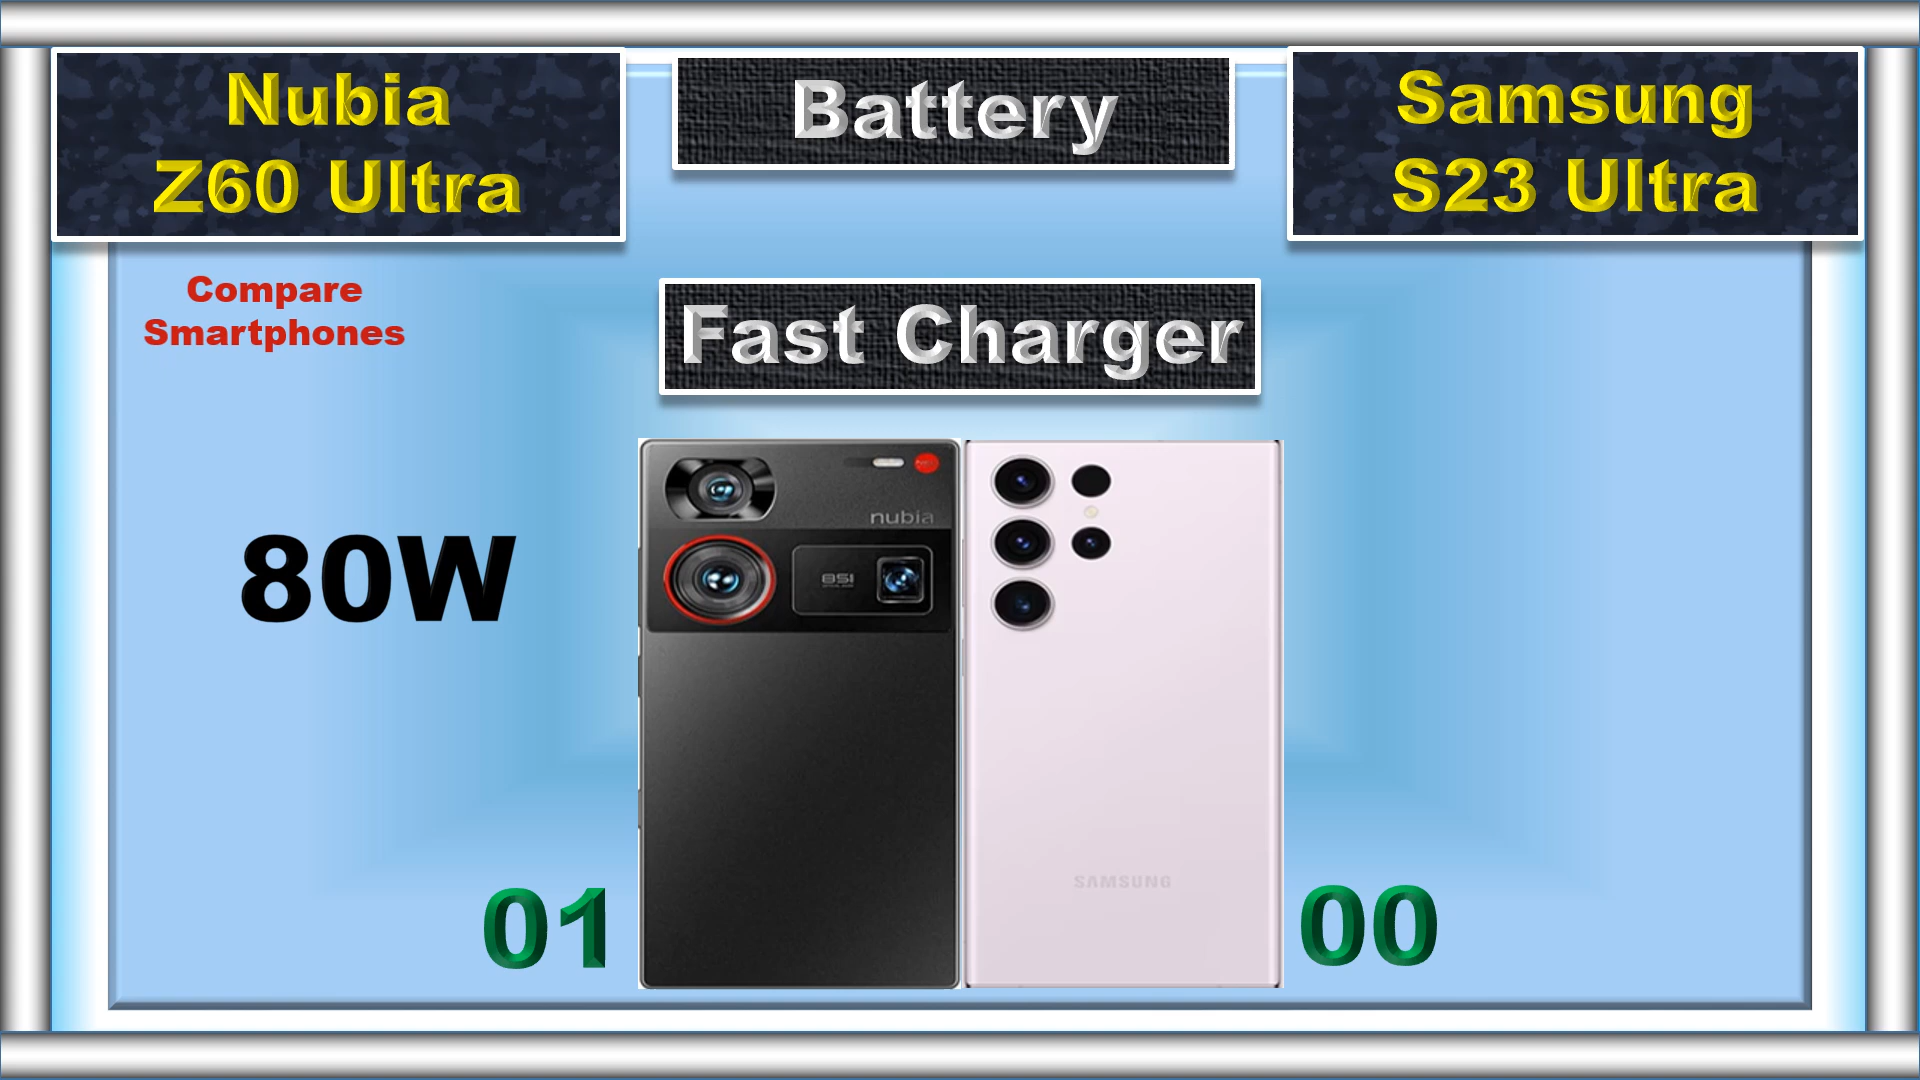 Nubia
Z60 Ultra
Battery
Samsung
S23 Ultra
Compare
Smartphones
Fast Charger
80W
nubia
SAMSUNG
01
00